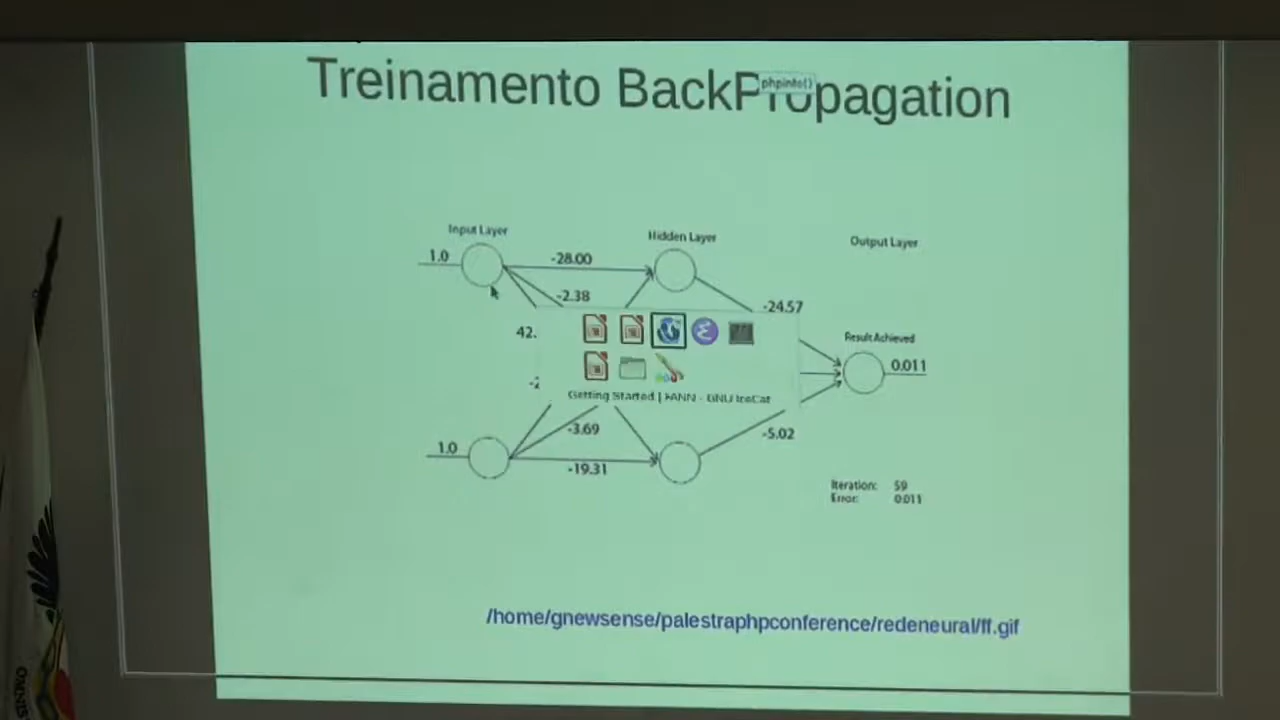 Treinamento BackPropagation
phpinfo()
Input Layer
Hidden Layer
Output Layer
1.0
-28.00
-2.38
-24.57
42.
Result Achieved
0.011
Getting Started | FANN - GNU IceCat
-3.69
-5.02
1.0
-19.31
Iteration: 59
Error: 0.011
/home/gnewsense/palestraphpconference/redeneural/ff.gif